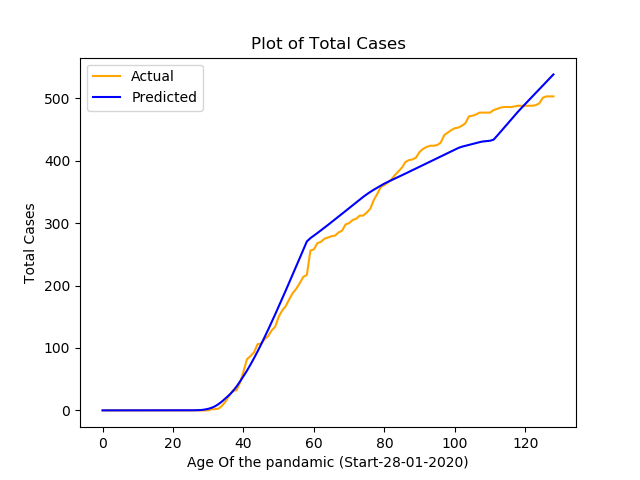 Plot of Total Cases
Actual
Predicted
500
400
300
200
100
0
Total Cases
0 20 40 60 80 100 120
Age Of the pandamic (Start-28-01-2020)